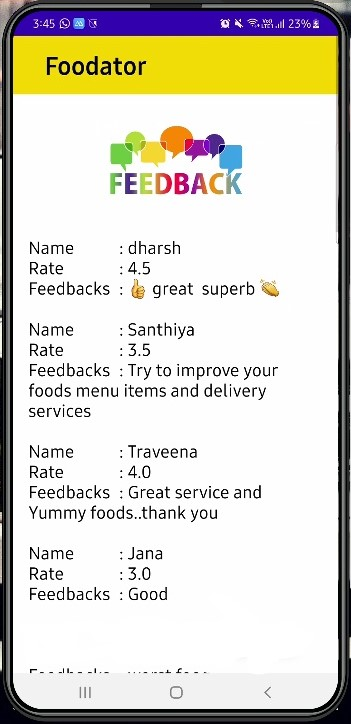 3:45 23%
Foodator
FEEDBACK
Name : dharsh
Rate : 4.5
Feedbacks : 👍 great superb 👏
Name : Santhiya
Rate : 3.5
Feedbacks : Try to improve your
foods menu items and delivery
services
Name : Traveena
Rate : 4.0
Feedbacks : Great service and
Yummy foods..thank you
Name : Jana
Rate : 3.0
Feedbacks : Good